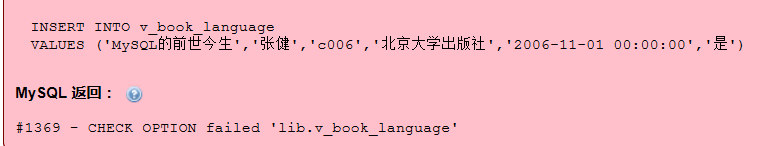 INSERT INTO v_book_language
VALUES ('MySQL的前世今生','张健','c006','北京大学出版社','2006-11-01 00:00:00','是')
MySQL 返回：
#1369 - CHECK OPTION failed 'lib.v_book_language'